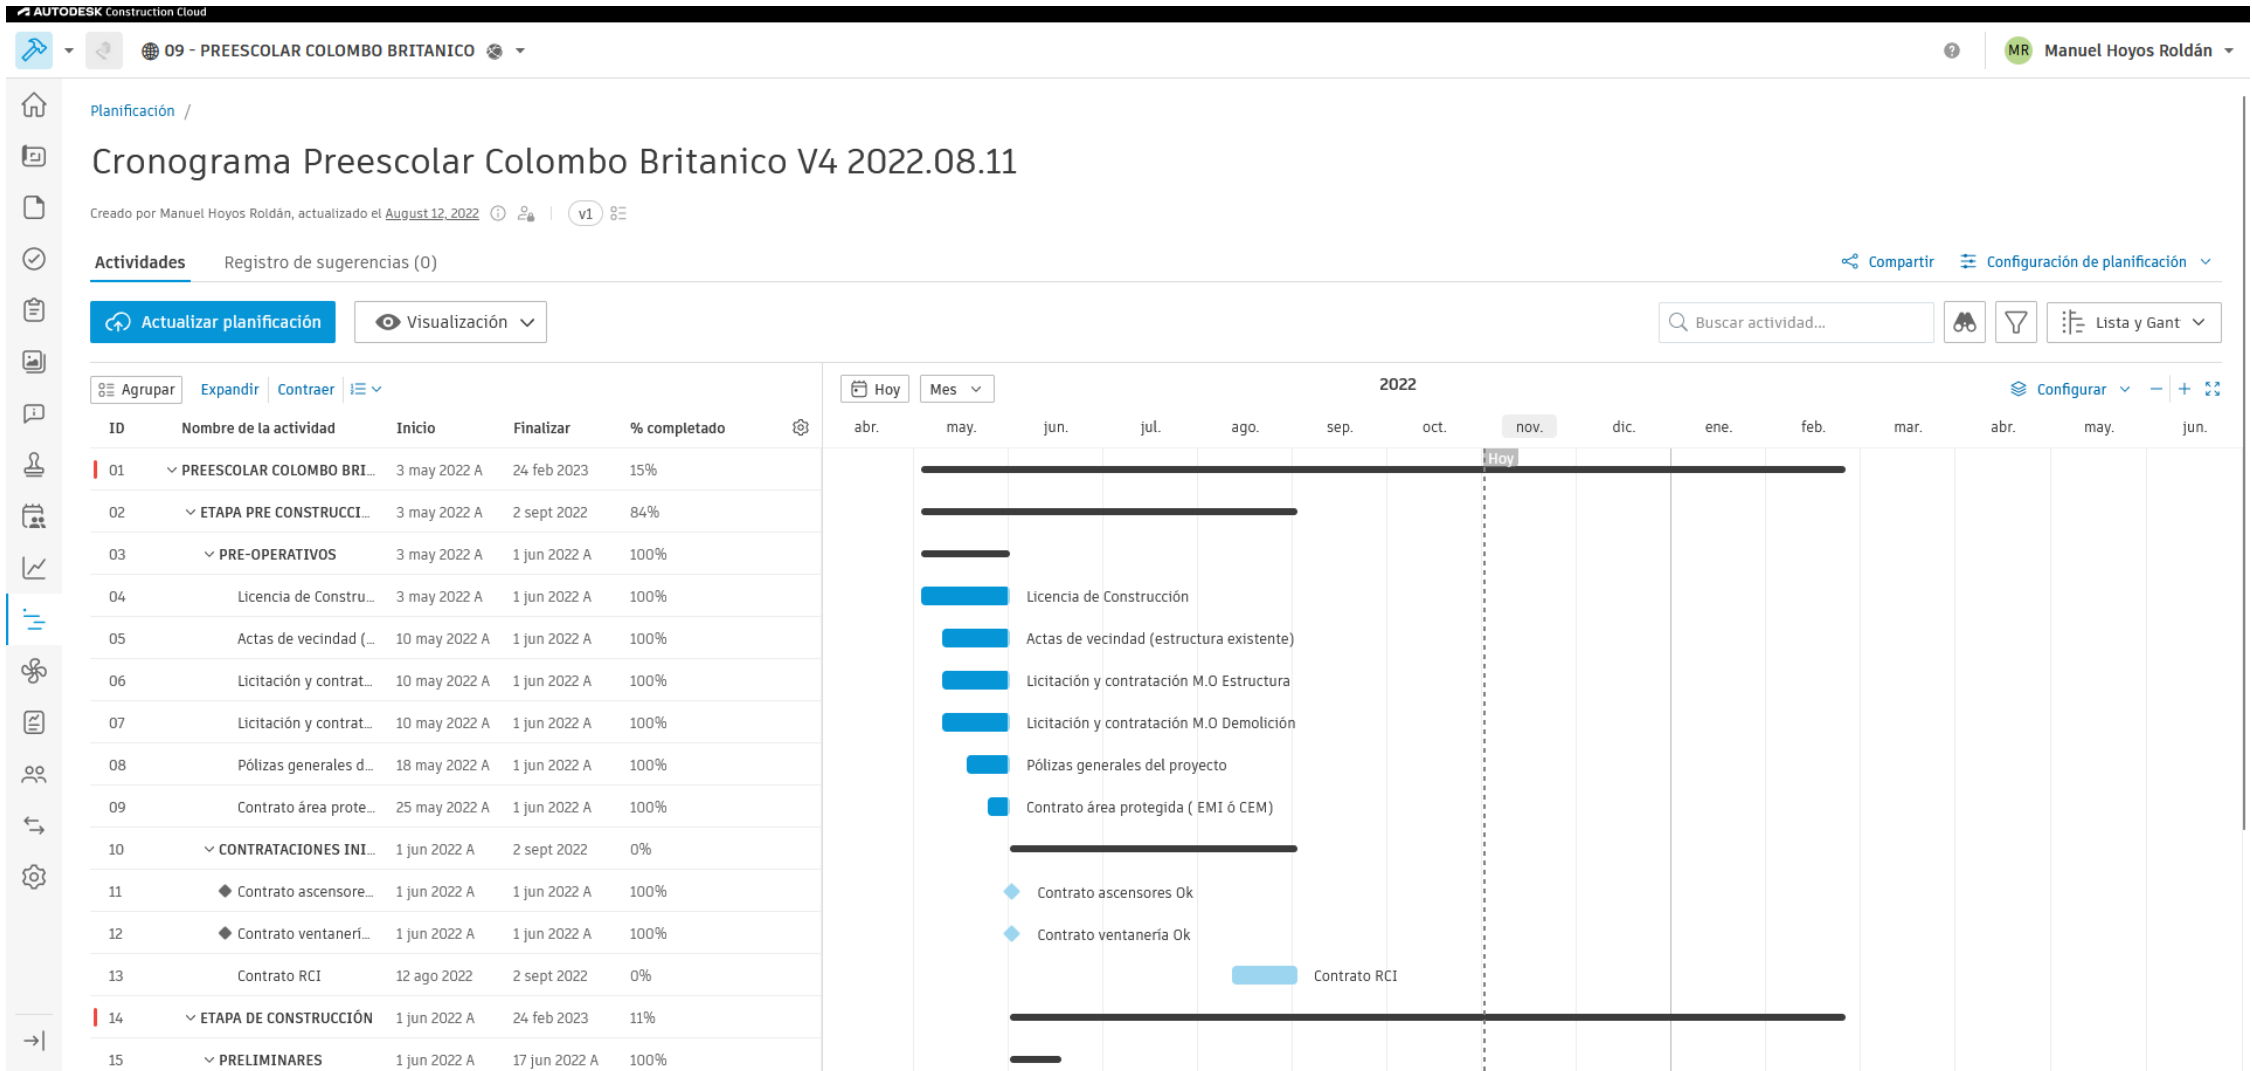 AUTODESK Construction Cloud
09 - PREESCOLAR COLOMBO BRITANICO
MR Manuel Hoyos Roldán
Planificación /
Cronograma Preescolar Colombo Britanico V4 2022.08.11
Creado por Manuel Hoyos Roldán, actualizado el August 12, 2022 v1
Actividades Registro de sugerencias (0) Compartir Configuración de planificación
Actualizar planificación Visualización Buscar actividad... Lista y Gant
Agrupar Expandir Contraer Hoy Mes 2022 Configurar
ID Nombre de la actividad Inicio Finalizar % completado abr. may. jun. jul. ago. sep. oct. nov. dic. ene. feb. mar. abr. may. jun.
Hoy
01 PREESCOLAR COLOMBO BRI... 3 may 2022 A 24 feb 2023 15%
02 ETAPA PRE CONSTRUCCI... 3 may 2022 A 2 sept 2022 84%
03 PRE-OPERATIVOS 3 may 2022 A 1 jun 2022 A 100%
04 Licencia de Constru... 3 may 2022 A 1 jun 2022 A 100% Licencia de Construcción
05 Actas de vecindad (... 10 may 2022 A 1 jun 2022 A 100% Actas de vecindad (estructura existente)
06 Licitación y contrat... 10 may 2022 A 1 jun 2022 A 100% Licitación y contratación M.O Estructura
07 Licitación y contrat... 10 may 2022 A 1 jun 2022 A 100% Licitación y contratación M.O Demolición
08 Pólizas generales d... 18 may 2022 A 1 jun 2022 A 100% Pólizas generales del proyecto
09 Contrato área prote... 25 may 2022 A 1 jun 2022 A 100% Contrato área protegida ( EMI ó CEM)
10 CONTRATACIONES INI... 1 jun 2022 A 2 sept 2022 0%
11 Contrato ascensore... 1 jun 2022 A 1 jun 2022 A 100% Contrato ascensores Ok
12 Contrato ventanerí... 1 jun 2022 A 1 jun 2022 A 100% Contrato ventanería Ok
13 Contrato RCI 12 ago 2022 2 sept 2022 0% Contrato RCI
14 ETAPA DE CONSTRUCCIÓN 1 jun 2022 A 24 feb 2023 11%
15 PRELIMINARES 1 jun 2022 A 17 jun 2022 A 100%